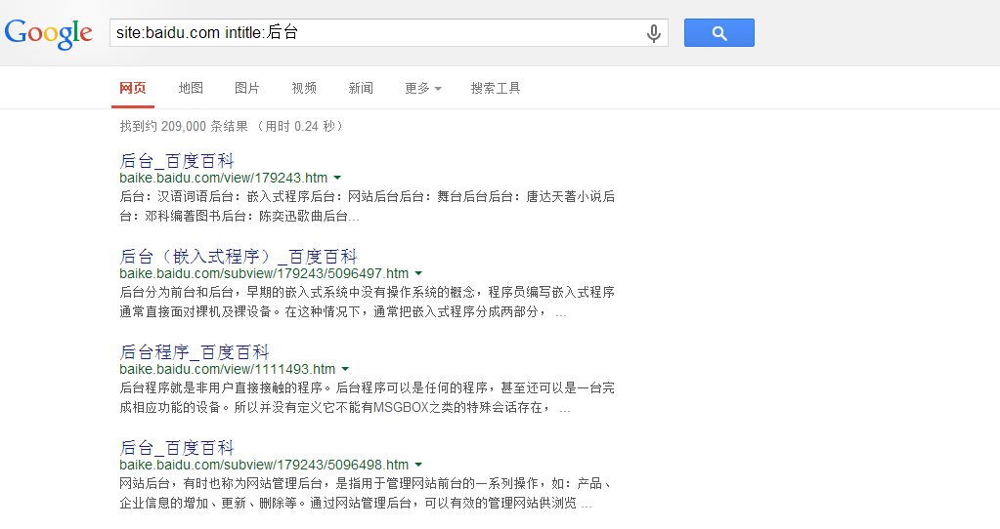 Google
site:baidu.com intitle:后台
网页 地图 图片 视频 新闻 更多 搜索工具
找到约 209,000 条结果 （用时 0.24 秒）
后台_百度百科
baike.baidu.com/view/179243.htm
后台：汉语词语后台：嵌入式程序后台：网站后台后台：舞台后台后台：唐达天著小说后
台：邓科编著图书后台：陈奕迅歌曲后台...
后台（嵌入式程序）_百度百科
baike.baidu.com/subview/179243/5096497.htm
后台分为前台和后台，早期的嵌入式系统中没有操作系统的概念，程序员编写嵌入式程序
通常直接面对裸机及裸设备。在这种情况下，通常把嵌入式程序分成两部分， ...
后台程序_百度百科
baike.baidu.com/view/1111493.htm
后台程序就是非用户直接接触的程序。后台程序可以是任何的程序，甚至还可以是一台完
成相应功能的设备。所以并没有定义它不能有MSGBOX之类的特殊会话存在， ...
后台_百度百科
baike.baidu.com/subview/179243/5096498.htm
网站后台，有时也称为网站管理后台，是指用于管理网站前台的一系列操作，如：产品、
企业信息的增加、更新、删除等。通过网站管理后台，可以有效的管理网站供浏览 ...